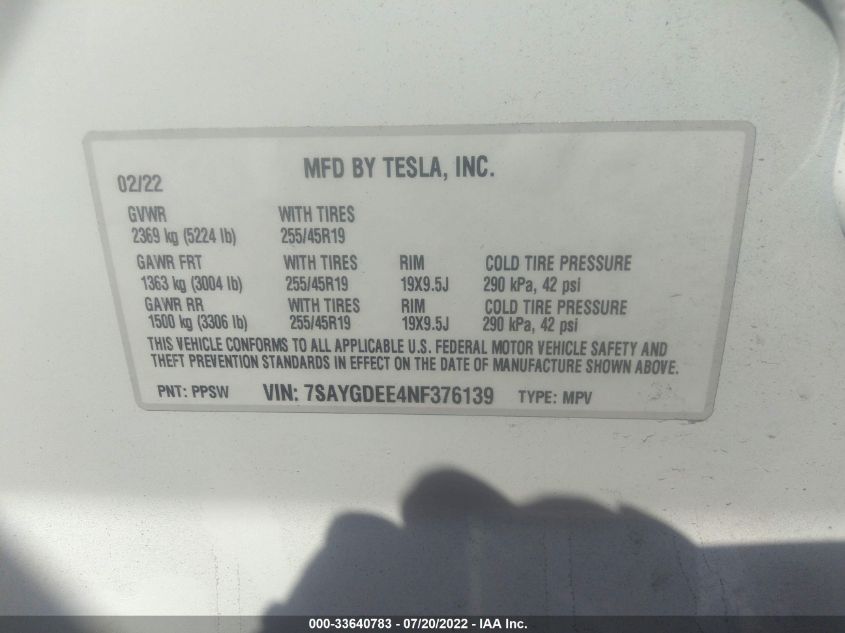 MFD BY TESLA, INC.
02/22
GVWR WITH TIRES
2369 kg (5224 lb) 255/45R19
GAWR FRT WITH TIRES RIM COLD TIRE PRESSURE
1363 kg (3004 lb) 255/45R19 19X9.5J 290 kPa, 42 psi
GAWR RR WITH TIRES RIM COLD TIRE PRESSURE
1500 kg (3306 lb) 255/45R19 19X9.5J 290 kPa, 42 psi
THIS VEHICLE CONFORMS TO ALL APPLICABLE U.S. FEDERAL MOTOR VEHICLE SAFETY AND
THEFT PREVENTION STANDARDS IN EFFECT ON THE DATE OF MANUFACTURE SHOWN ABOVE.
PNT: PPSW VIN: 7SAYGDEE4NF376139 TYPE: MPV
000-33640783 / 07/20/2022 - IAA Inc.